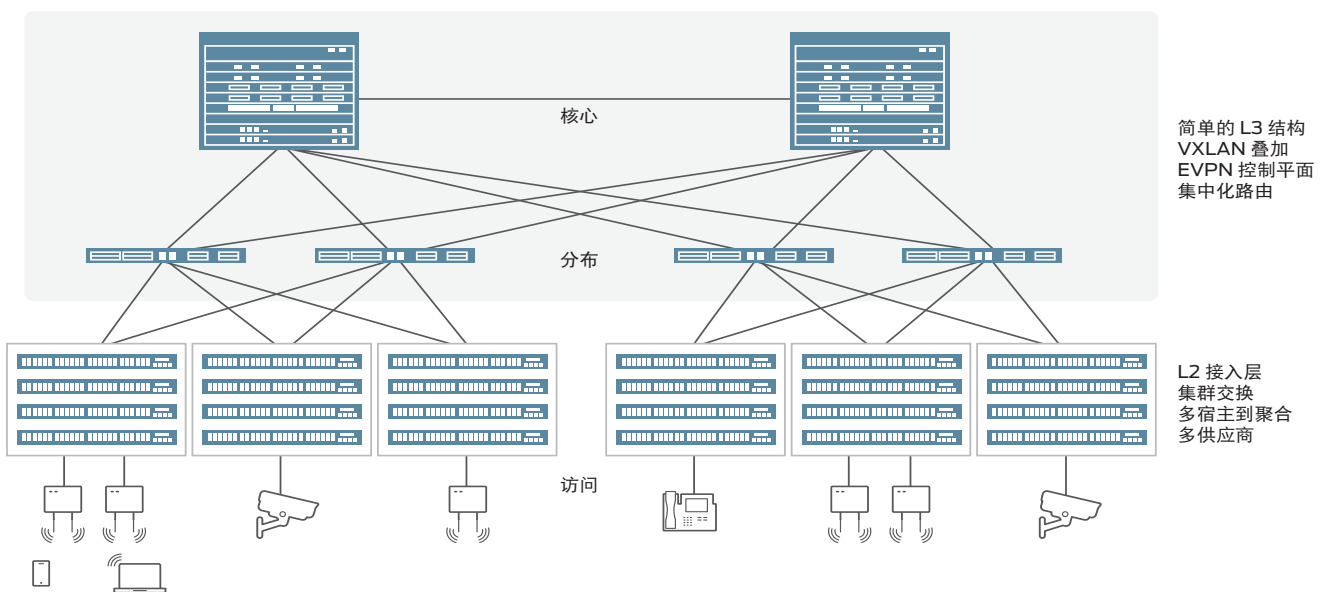 核心
简单的 L3 结构
VXLAN 叠加
EVPN 控制平面
集中化路由
分布
L2 接入层
集群交换
多宿主到聚合
多供应商
访问